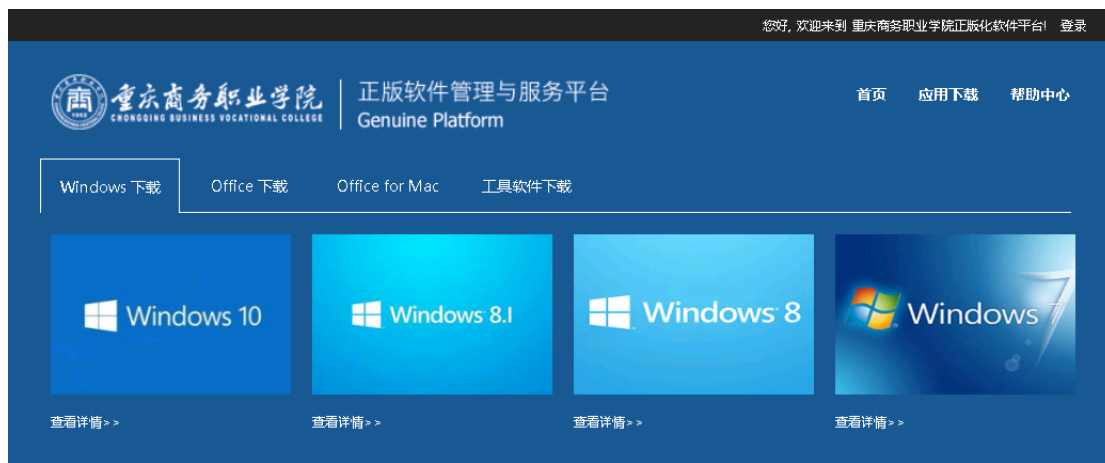 您好, 欢迎来到 重庆商务职业学院正版化软件平台! 登录
商
1982
重庆商务职业学院
CHONGQING BUSINESS VOCATIONAL COLLEGE
正版软件管理与服务平台
Genuine Platform
首页 应用下载 帮助中心
Windows 下载 Office 下载 Office for Mac 工具软件下载
Windows 10 Windows 8.1 Windows 8 Windows 7
查看详情>> 查看详情>> 查看详情>> 查看详情>>